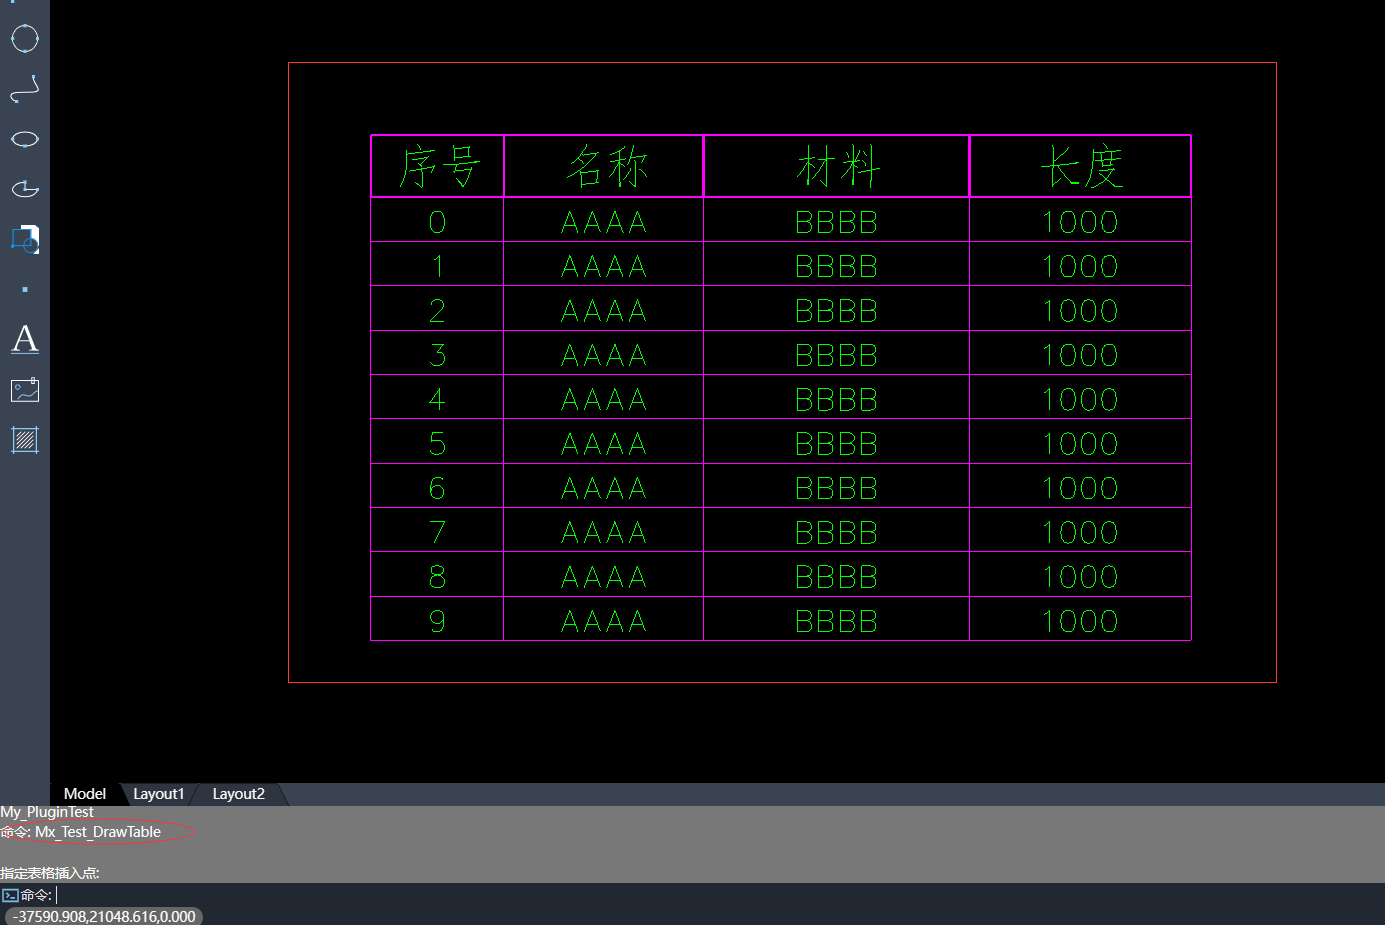 序号 名称 材料 长度
0 AAAA BBBB 1000
1 AAAA BBBB 1000
2 AAAA BBBB 1000
3 AAAA BBBB 1000
4 AAAA BBBB 1000
5 AAAA BBBB 1000
6 AAAA BBBB 1000
7 AAAA BBBB 1000
8 AAAA BBBB 1000
9 AAAA BBBB 1000
A
Model Layout1 Layout2
My_PluginTest
命令: Mx_Test_DrawTable
指定表格插入点:
命令:
-37590.908,21048.616,0.000